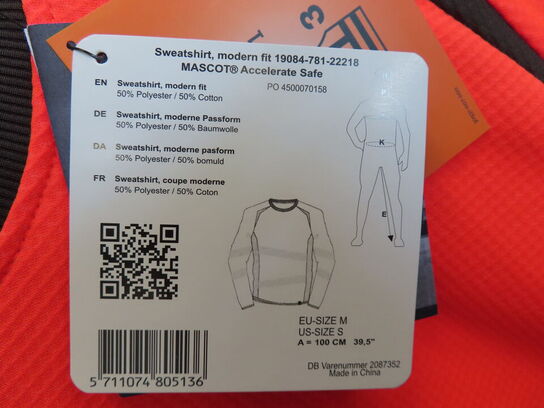 3
Sweatshirt, modern fit 19084-781-22218
MASCOT® Accelerate Safe
EN Sweatshirt, modern fit
50% Polyester / 50% Cotton
PO 4500070158
DE Sweatshirt, moderne Passform
50% Polyester / 50% Baumwolle
DA Sweatshirt, moderne pasform
50% Polyester / 50% bomuld
FR Sweatshirt, coupe moderne
50% Polyester / 50% Coton
K
E
EU-SIZE M
US-SIZE S
A = 100 CM 39,5"
DB Varenummer 2087352
Made in China
5 711074 805136